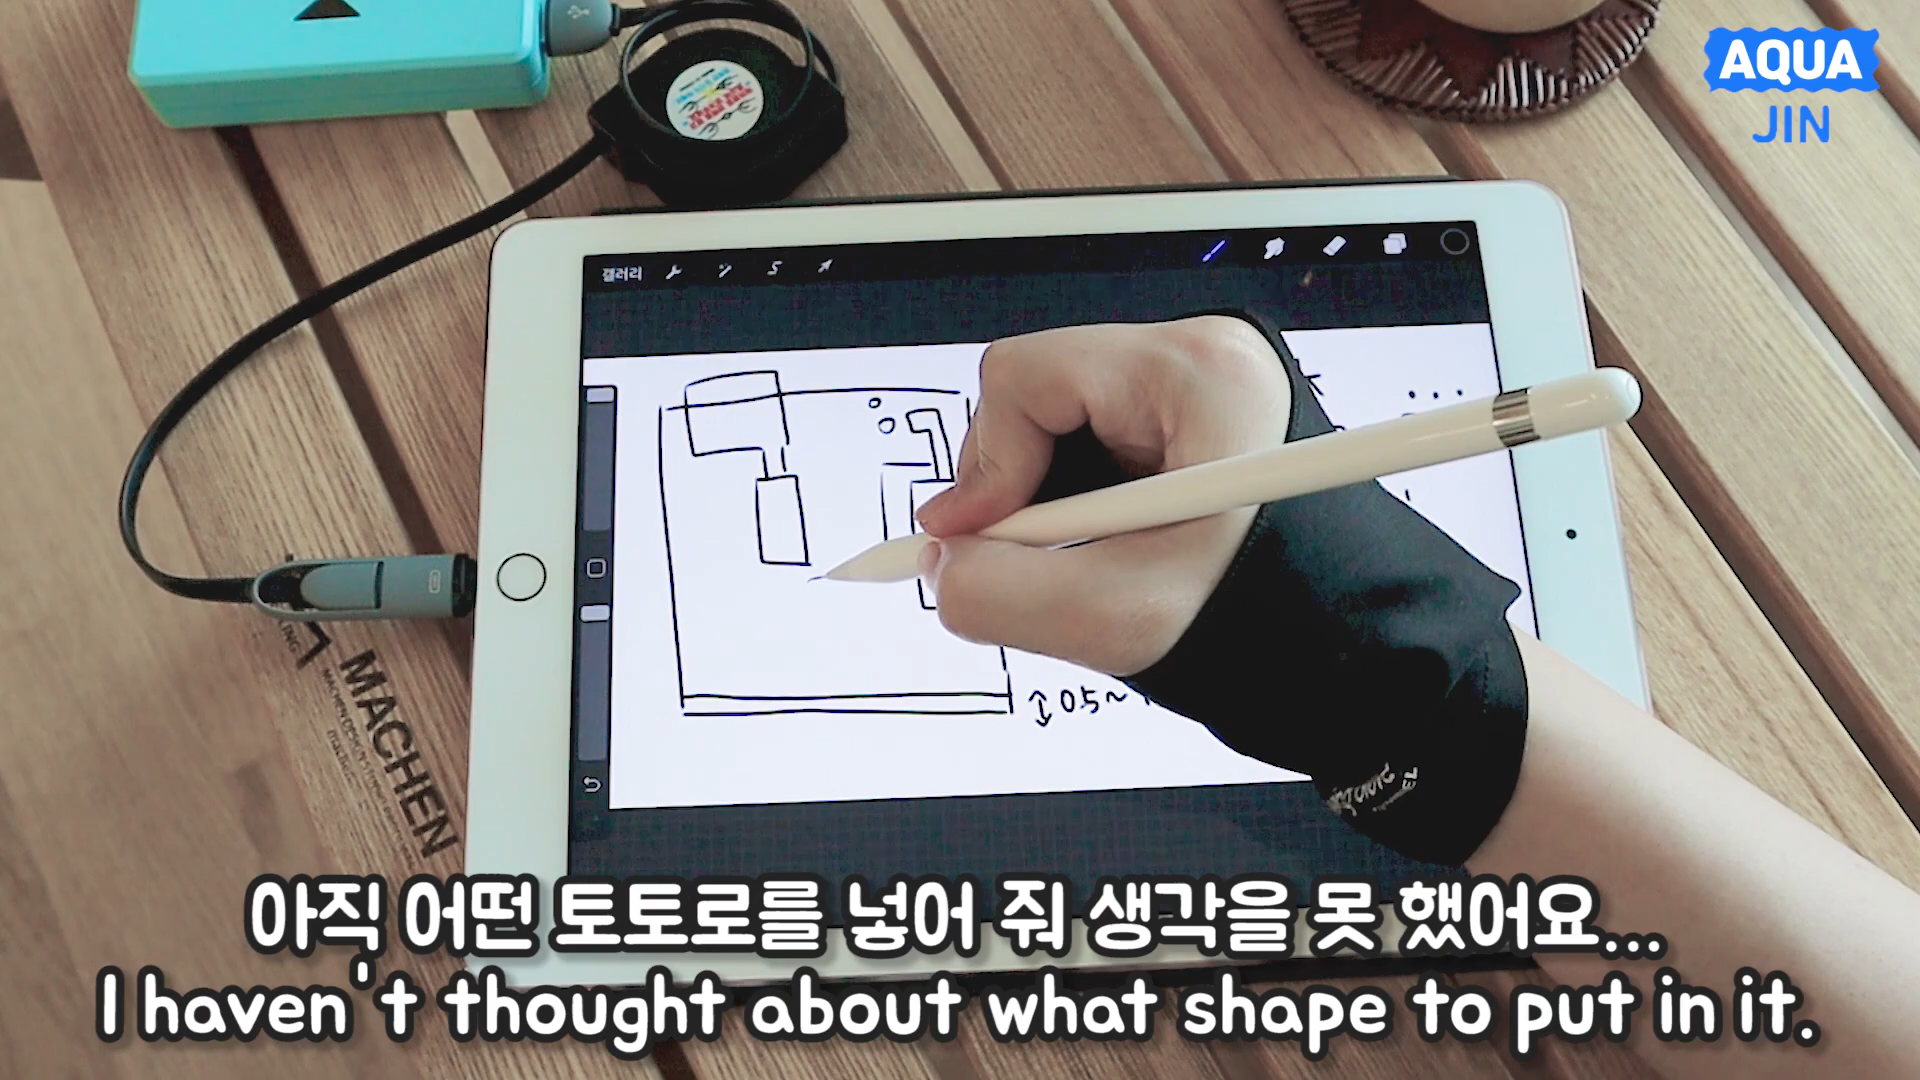 AQUA
JIN
갤러리
0.5~
MACHEN
아직 어떤 토토로를 넣어 줘 생각을 못 했어요...
I haven't thought about what shape to put in it.